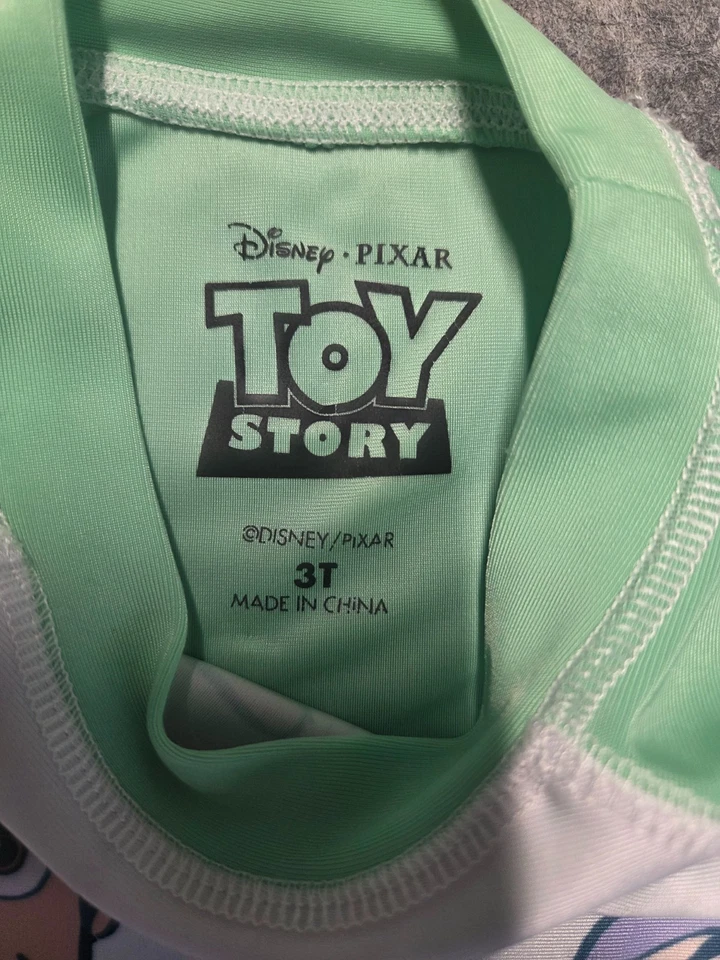 Disney · PIXAR
TOY
STORY
©DISNEY/PIXAR
3T
MADE IN CHINA